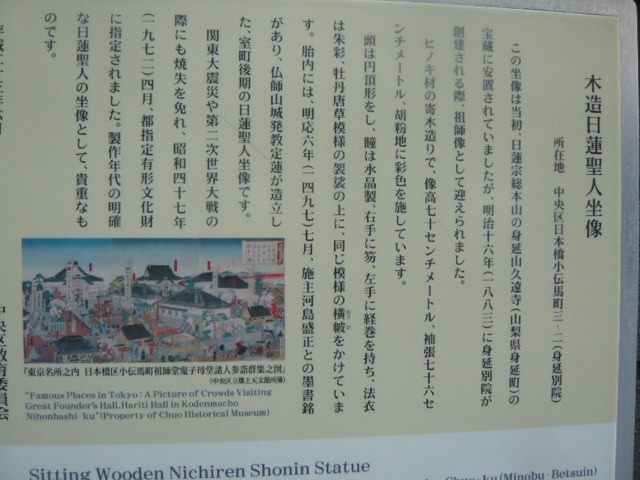 木造日蓮聖人坐像
所在地　中央区日本橋小伝馬町三‐二（身延別院）
この坐像は当初、日蓮宗総本山の身延山久遠寺（山梨県身延町）の
宝蔵に安置されていましたが、明治十六年（一八八三）に身延別院が
創建される際、祖師像として迎えられました。
ヒノキ材の寄木造りで、像高七十センチメートル、袖張七十六セ
ンチメートル、胡粉地に彩色を施しています。
頭は円頂形をし、瞳は水晶製、右手に笏、左手に経巻を持ち、法衣
は朱彩、牡丹唐草模様の袈裟の上に、同じ模様の横帔をかけていま
す。胎内には、明応六年（一四九七）七月、施主河島盛正との墨書銘
があり、仏師山城発教定蓮が造立し
た、室町後期の日蓮聖人坐像です。
関東大震災や第二次世界大戦の
際にも焼失を免れ、昭和四十七年
（一九七二）四月、都指定有形文化財
に指定されました。製作年代の明確
な日蓮聖人の坐像として、貴重なも
のです。
中央区教育委員会
『東京名所之内　日本橋区小伝馬町祖師堂鬼子母堂諸人参詣群集之図』
（中央区立郷土天文館所蔵）
"Famous Places in Tokyo : A Picture of Crowds Visiting
Great Founder's Hall, Hariti Hall in Kodenmacho
Nihonbashi-ku" (Property of Chuo Historical Museum)
Sitting Wooden Nichiren Shonin Statue
Chuo-ku (Minobu-Betsuin)